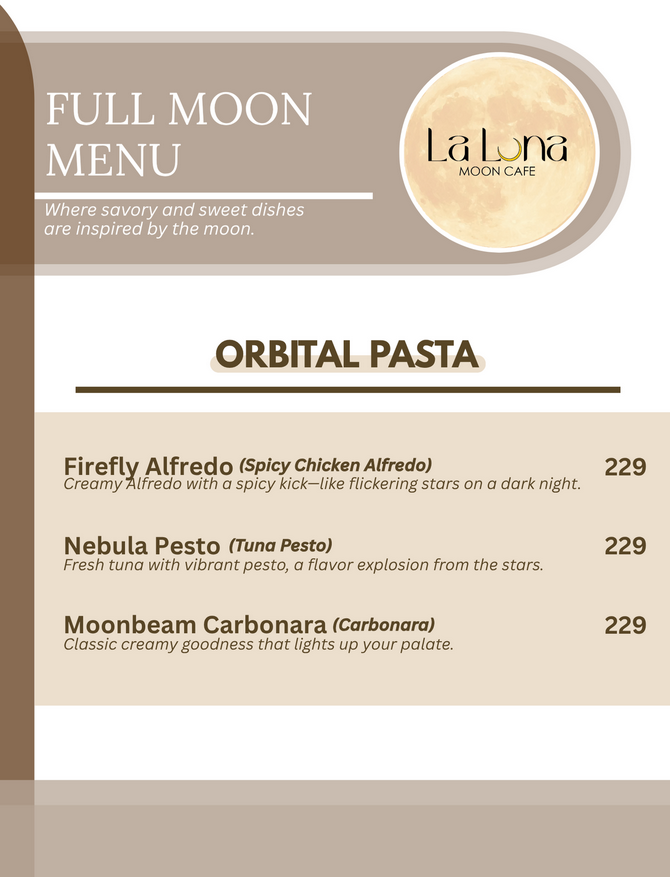 FULL MOON
MENU
Where savory and sweet dishes
are inspired by the moon.
La Luna
MOON CAFE
ORBITAL PASTA
Firefly Alfredo (Spicy Chicken Alfredo) 229
Creamy Alfredo with a spicy kick—like flickering stars on a dark night.
Nebula Pesto (Tuna Pesto) 229
Fresh tuna with vibrant pesto, a flavor explosion from the stars.
Moonbeam Carbonara (Carbonara) 229
Classic creamy goodness that lights up your palate.